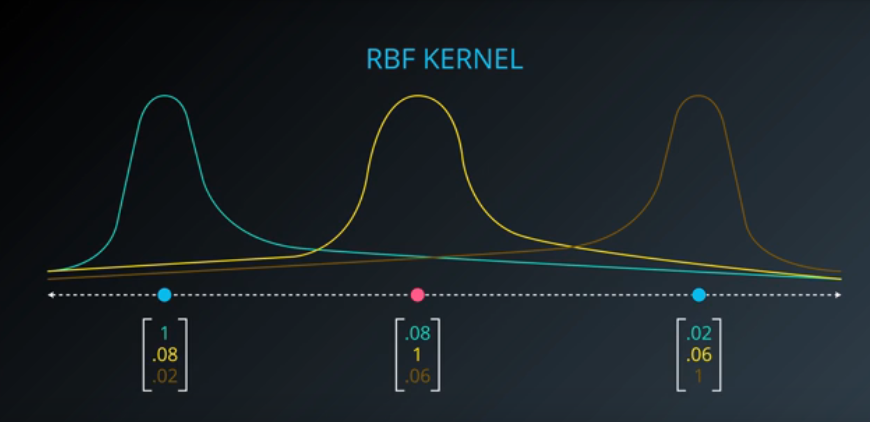 RBF KERNEL
1 .08 .02
.08 1 .06
.02 .06 1